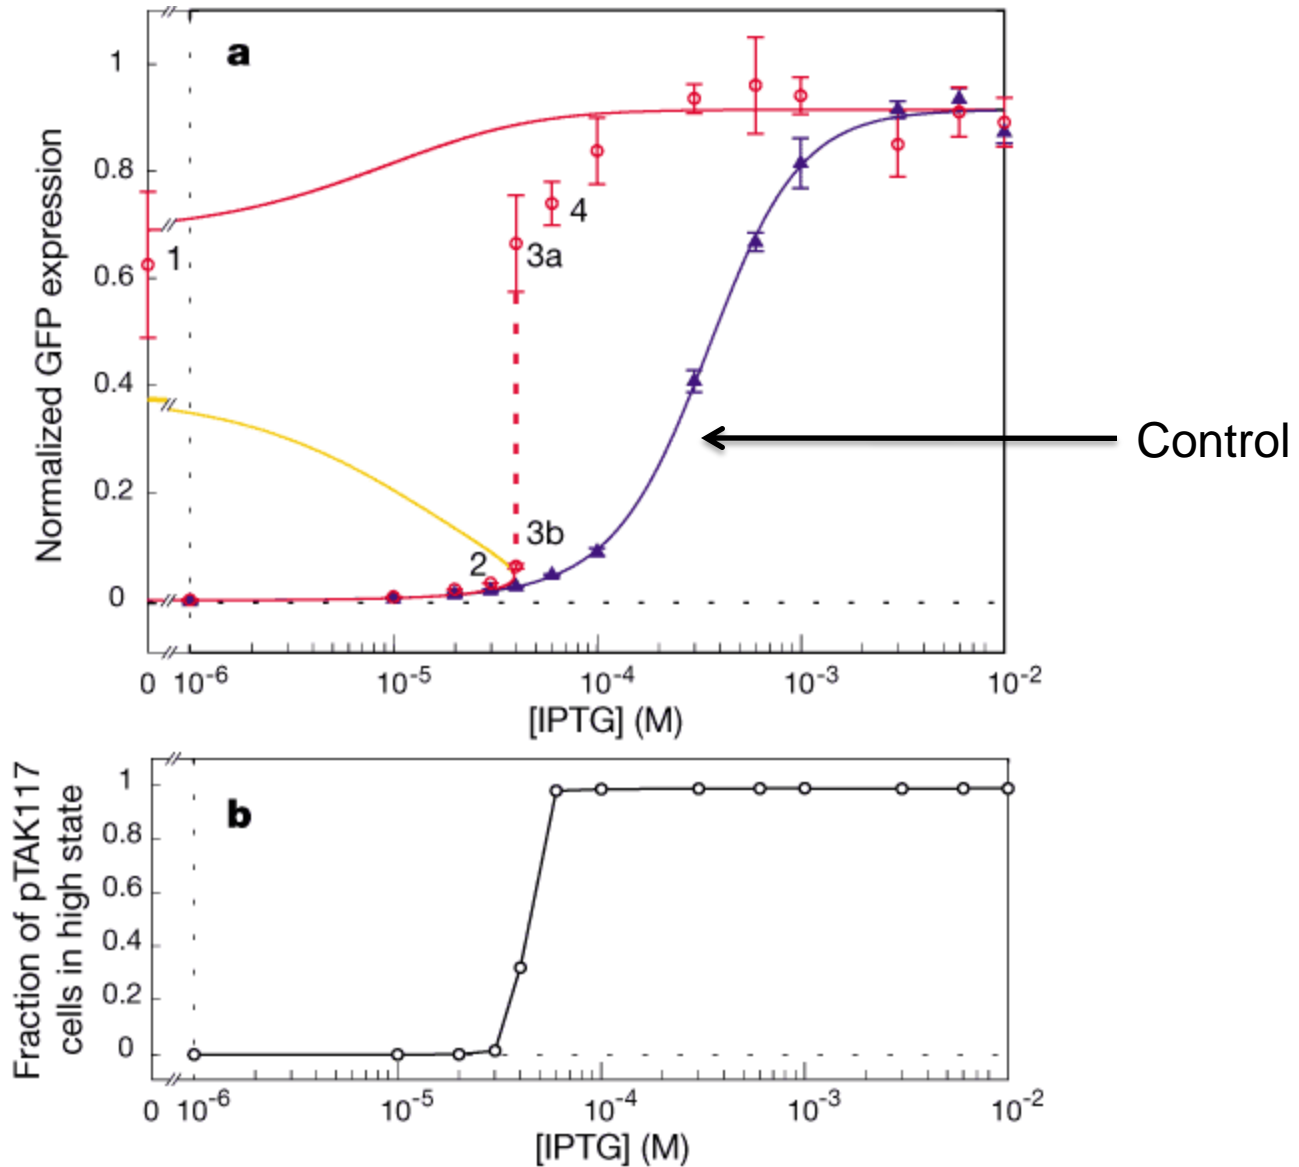 a
Normalized GFP expression
1
0.8
0.6
0.4
0.2
0
1
2
3a
3b
4
Control
0 10⁻⁶ 10⁻⁵ 10⁻⁴ 10⁻³ 10⁻²
[IPTG] (M)
b
Fraction of pTAK117
cells in high state
1
0.8
0.6
0.4
0.2
0
0 10⁻⁶ 10⁻⁵ 10⁻⁴ 10⁻³ 10⁻²
[IPTG] (M)